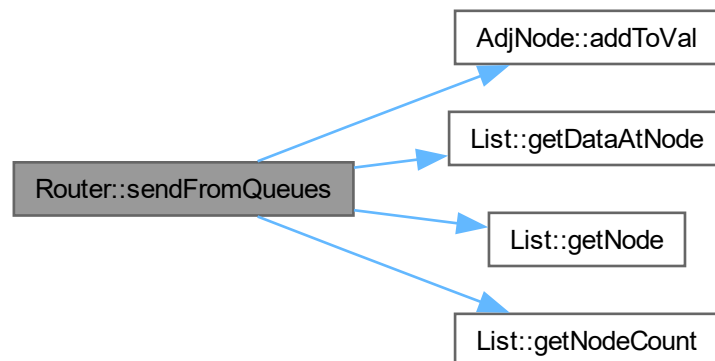 AdjNode::addToVal
List::getDataAtNode
Router::sendFromQueues
List::getNode
List::getNodeCount